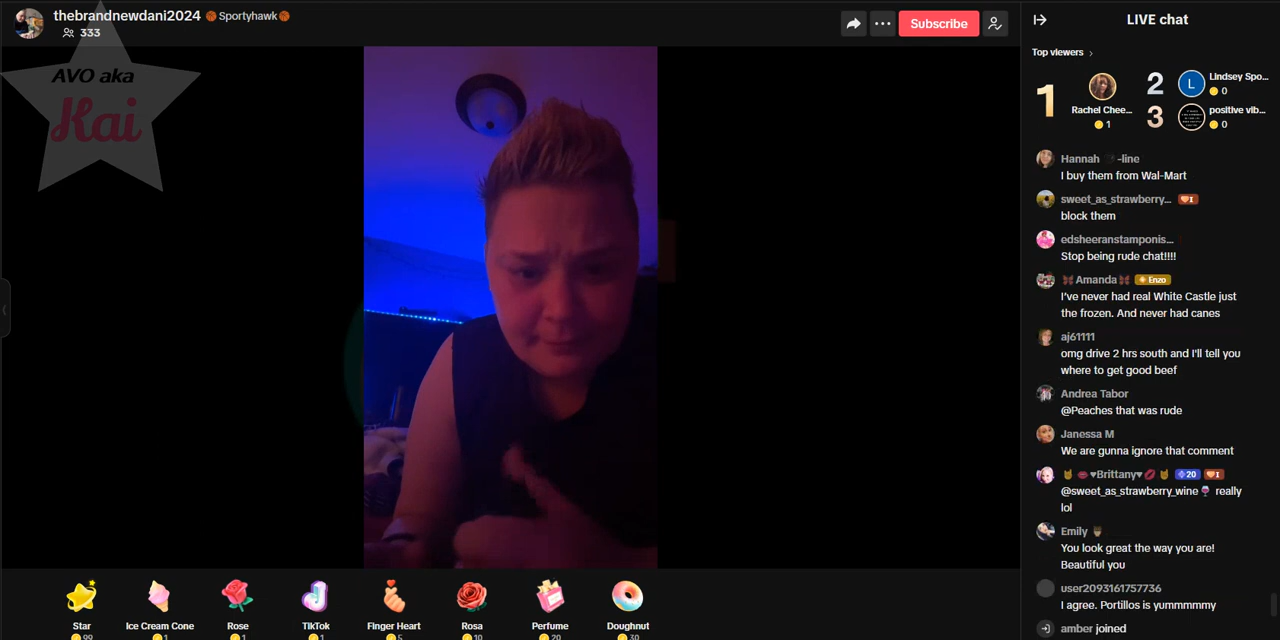 thebrandnewdani2024 🏀Sportyhawk🏀
333
Subscribe
LIVE chat
AVO aka
Kai
Top viewers
1
Rachel Chee...
1
2
L
Lindsey Spo...
0
3
positive vib...
0
Hannah -line
I buy them from Wal-Mart
sweet_as_strawberry... I
block them
edsheeranstamponis...
Stop being rude chat!!!!
🦋Amanda🦋 Enzo
I've never had real White Castle just
the frozen. And never had canes
aj61111
omg drive 2 hrs south and I'll tell you
where to get good beef
Andrea Tabor
@Peaches that was rude
Janessa M
We are gunna ignore that comment
🤘👄♥Brittany♥💋🤘 20 I
@sweet_as_strawberry_wine🍷 really
lol
Emily
You look great the way you are!
Beautiful you
user2093161757736
I agree. Portillos is yummmmmy
amber joined
Star
99
Ice Cream Cone
1
Rose
1
TikTok
1
Finger Heart
5
Rosa
10
Perfume
20
Doughnut
30